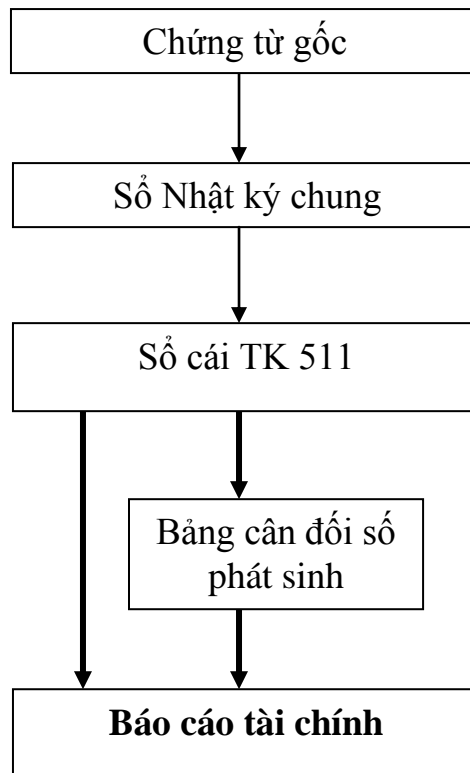 Chứng từ gốc
Sổ Nhật ký chung
Sổ cái TK 511
Bảng cân đối số
phát sinh
Báo cáo tài chính